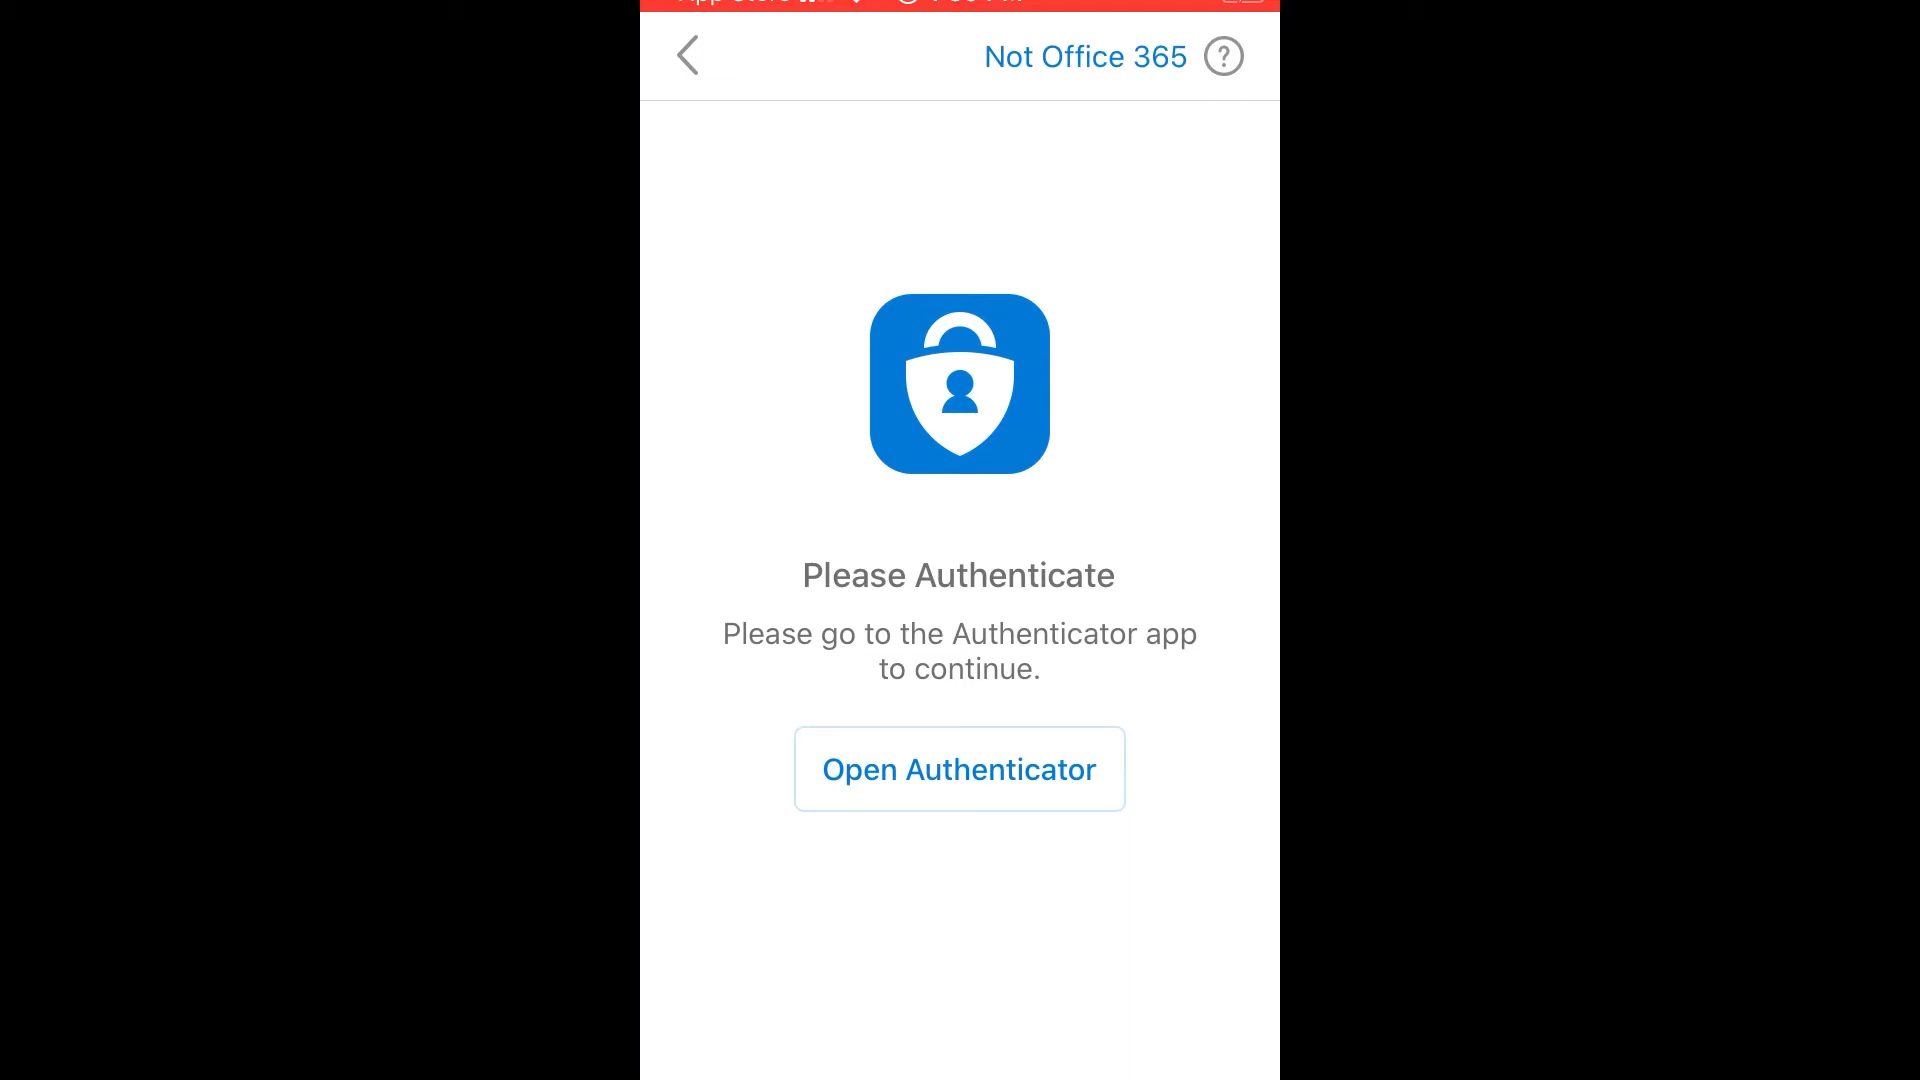 Not Office 365
Please Authenticate
Please go to the Authenticator app
to continue.
Open Authenticator